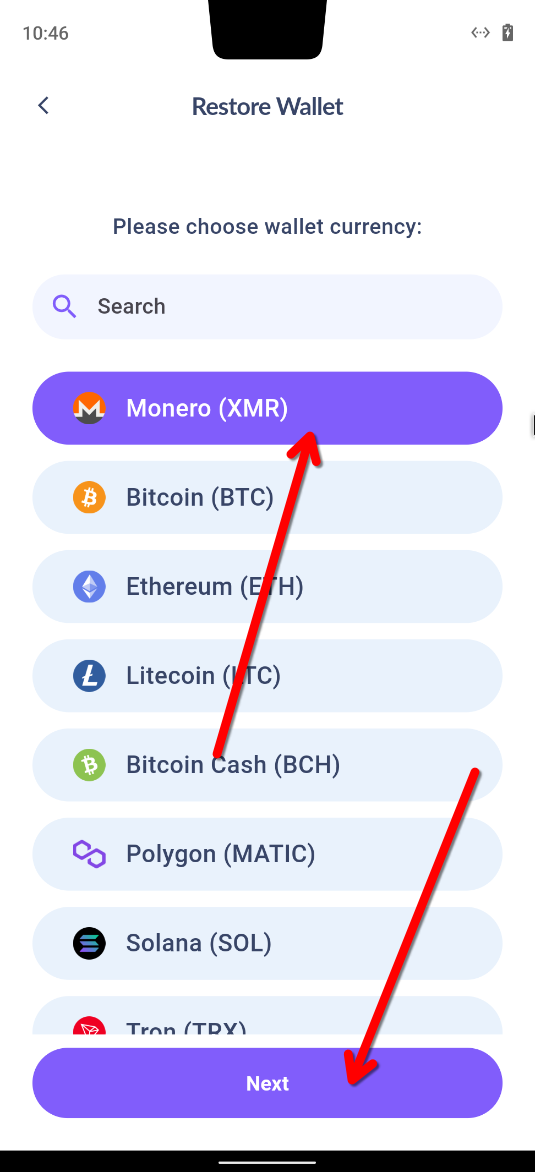 10:46
Restore Wallet
Please choose wallet currency:
Search
Monero (XMR)
Bitcoin (BTC)
Ethereum (ETH)
Litecoin (LTC)
Bitcoin Cash (BCH)
Polygon (MATIC)
Solana (SOL)
Tron (TRX)
Next